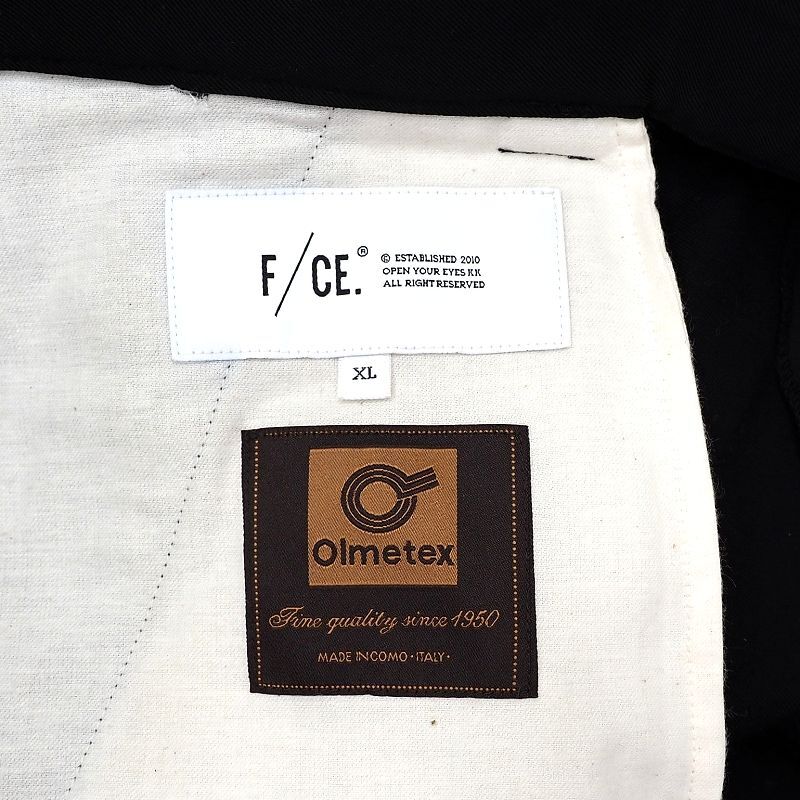 F/CE.®
© ESTABLISHED 2010
OPEN YOUR EYES KK
ALL RIGHT RESERVED
XL
Olmetex
Fine quality since 1950
MADE IN COMO · ITALY ·